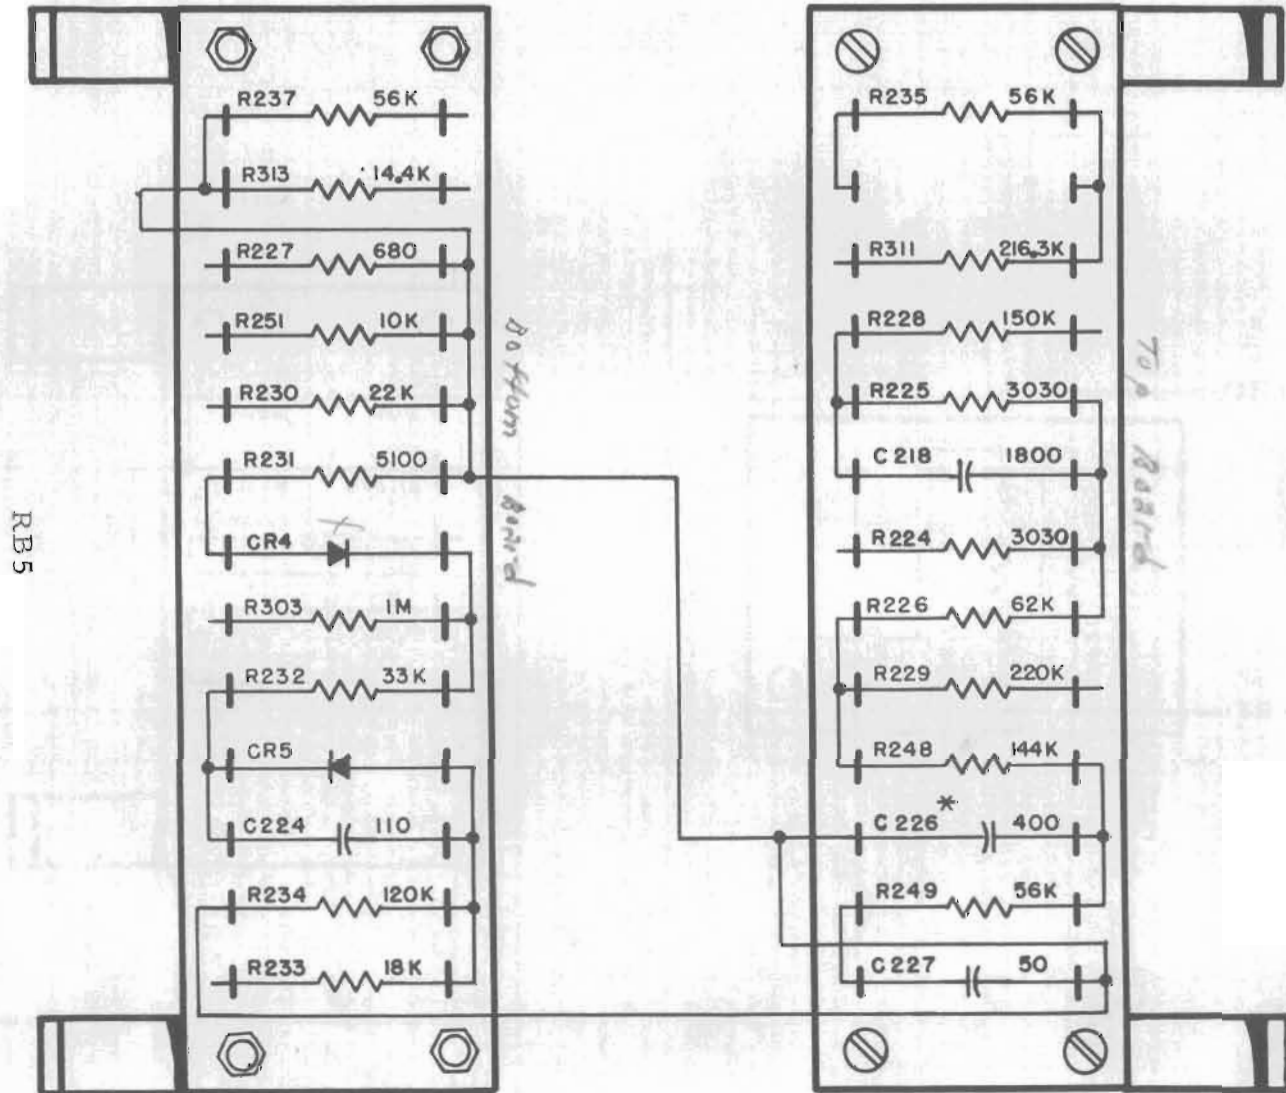 R237 56K
R313 14.4K
R227 680
R251 10K
R230 22K
R231 5100
CR4
R303 1M
R232 33K
CR5
C224 110
R234 120K
R233 18K
Bottom Board
R235 56K
R311 216.3K
R228 150K
R225 3030
C218 1800
R224 3030
R226 62K
R229 220K
R248 144K
*
C226 400
R249 56K
C227 50
Top Board
RB5